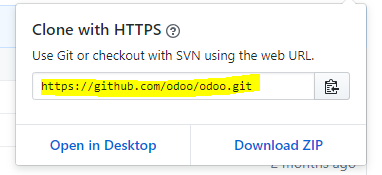 Clone with HTTPS
Use Git or checkout with SVN using the web URL.
https://github.com/odoo/odoo.git
Open in Desktop Download ZIP
2 months ago